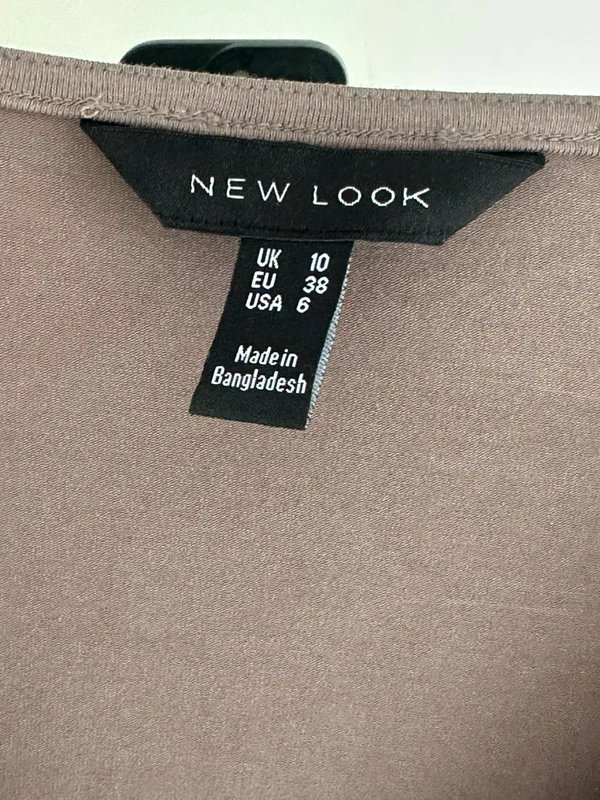 NEW LOOK
UK 10
EU 38
USA 6
Made in
Bangladesh